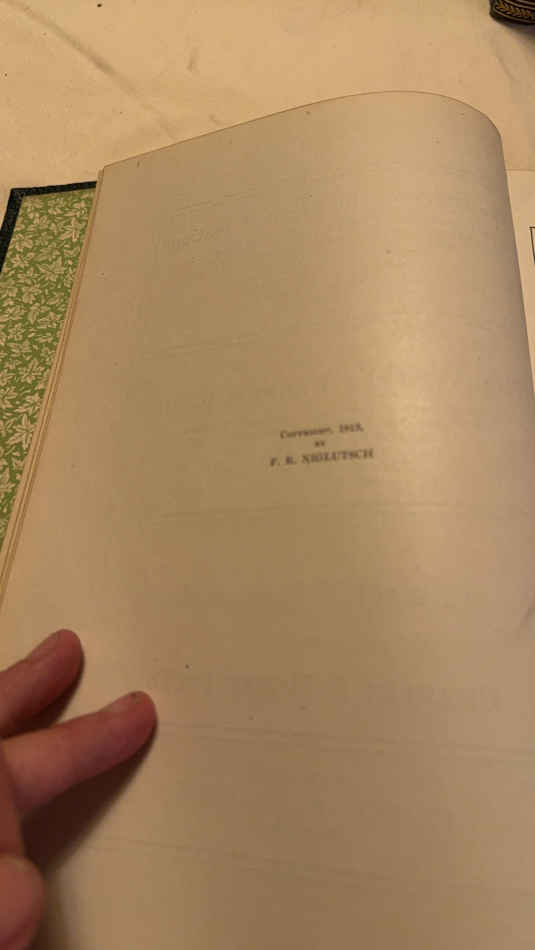 Copyright, 1913,
BY
F. R. NIGLUTSCH